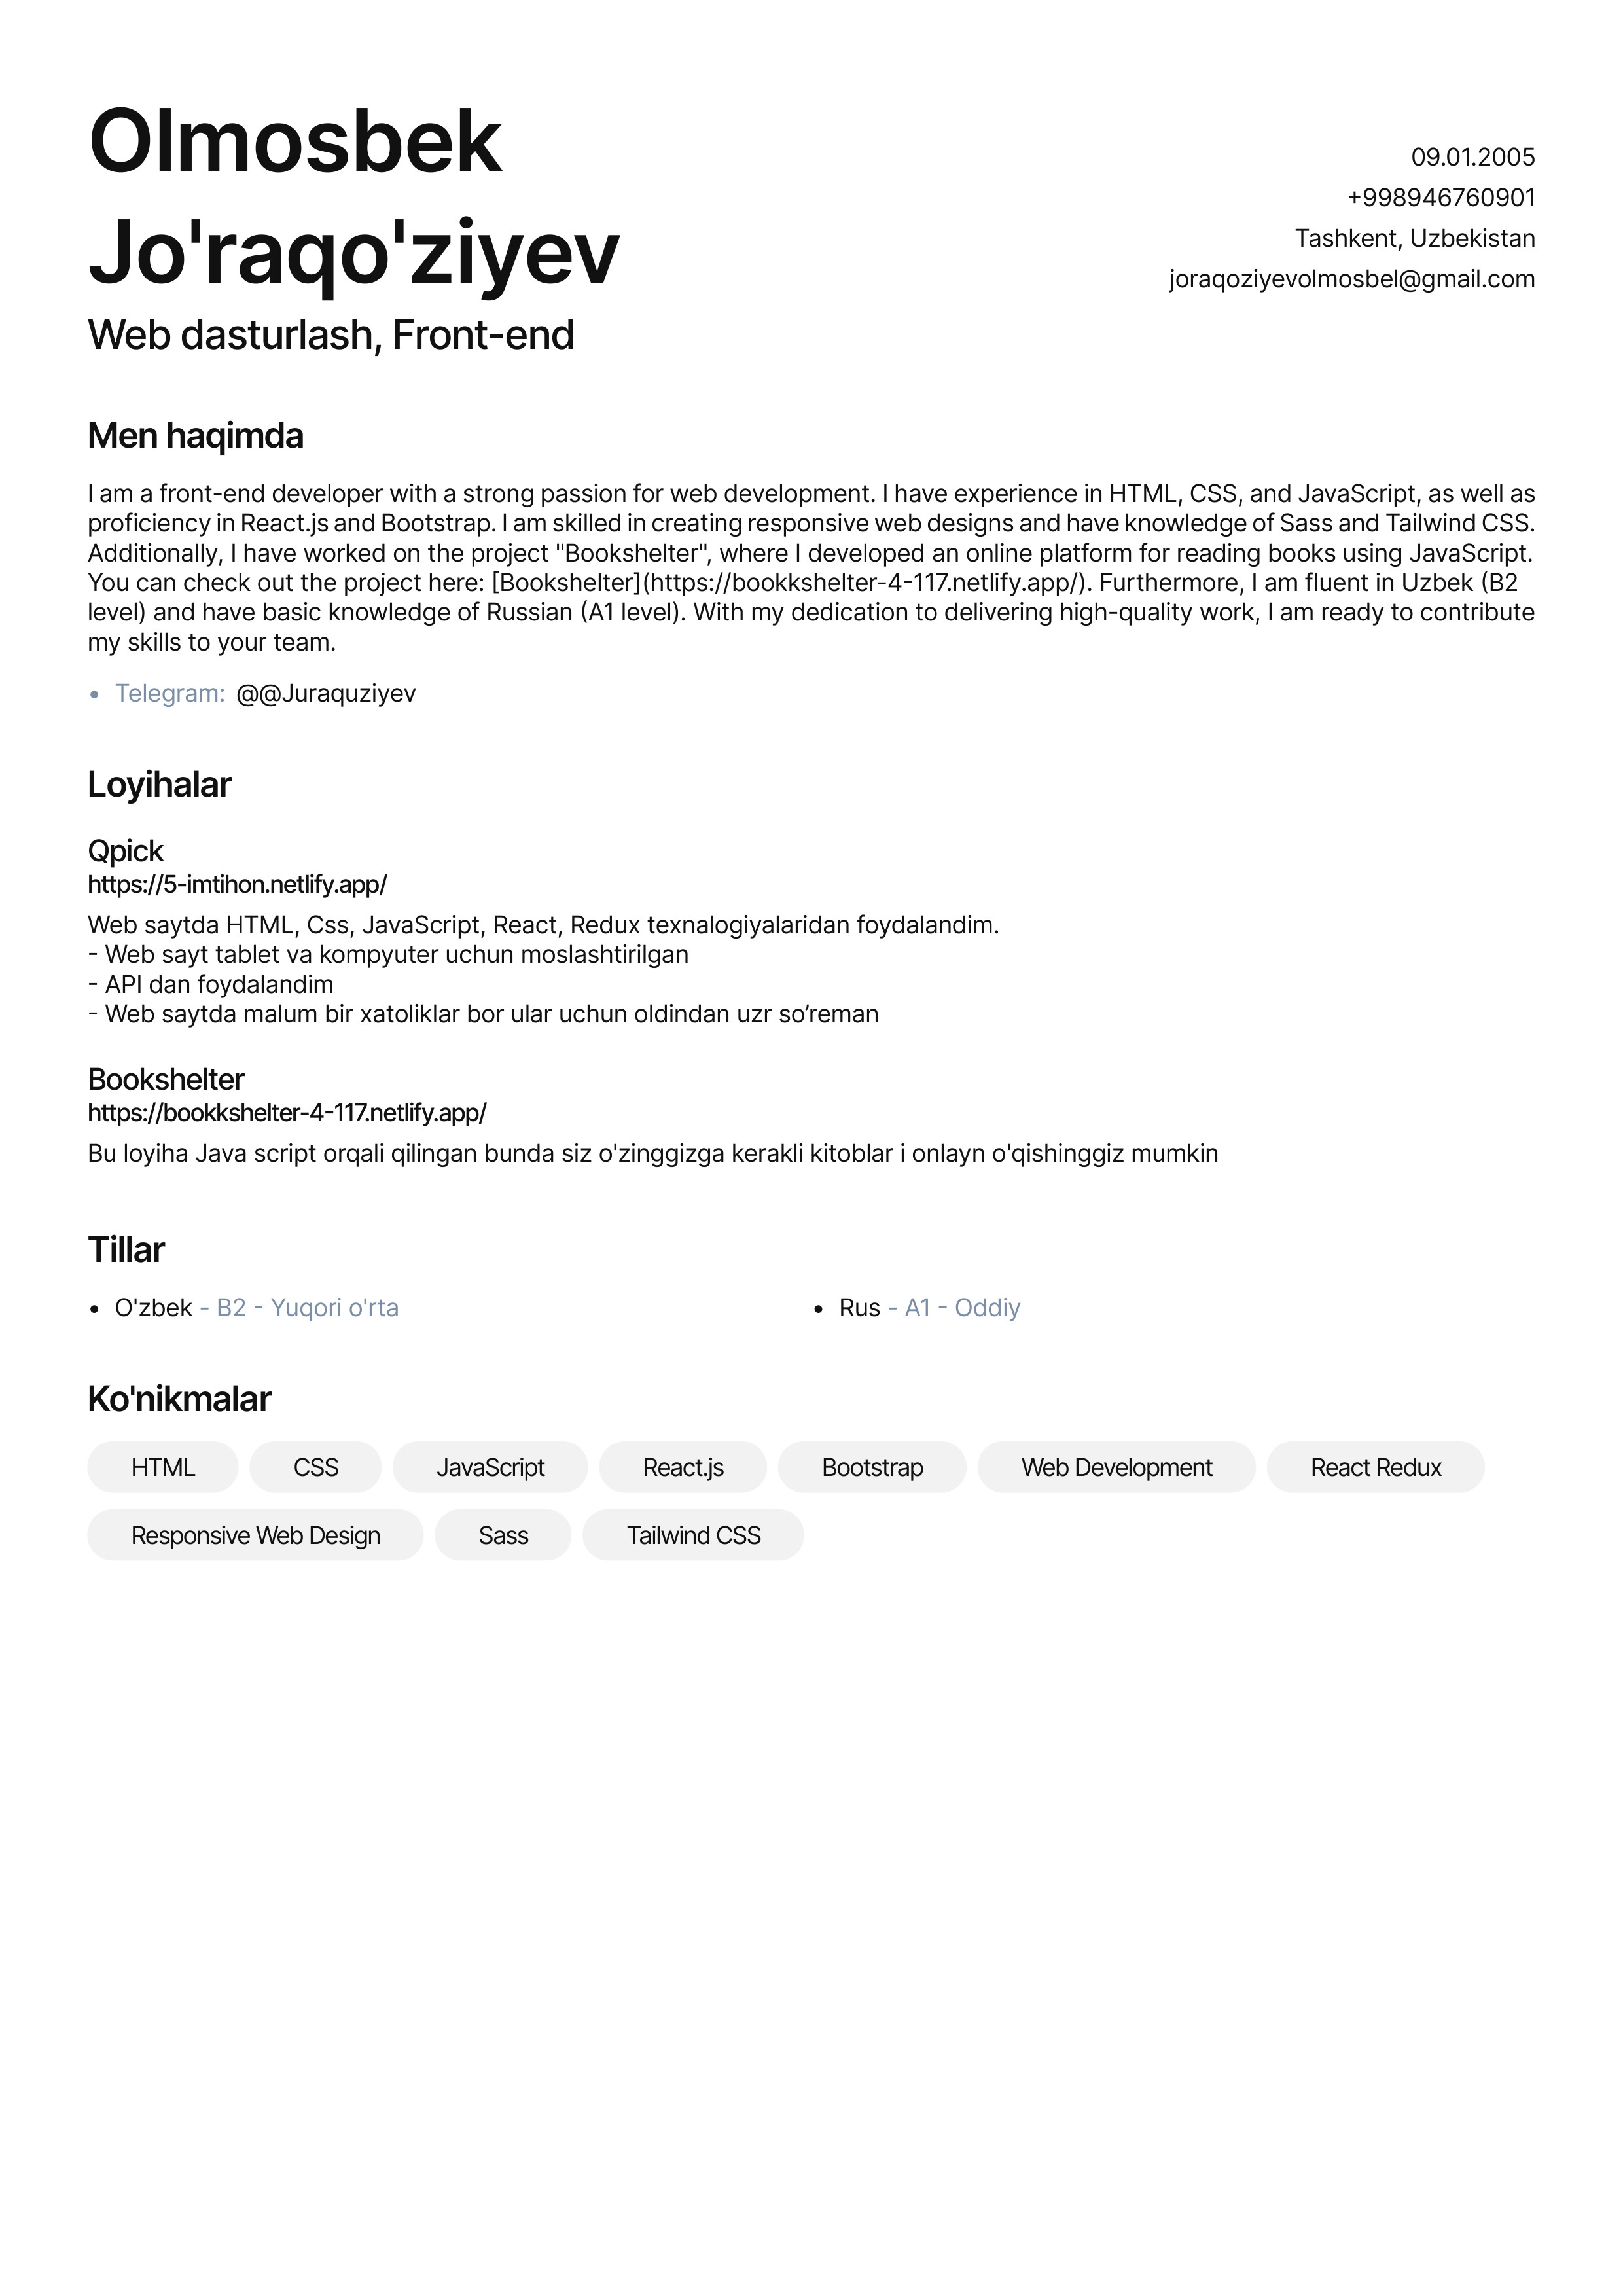 Olmosbek
Jo'raqo'ziyev
Web dasturlash, Front-end
09.01.2005
+998946760901
Tashkent, Uzbekistan
joraqoziyevolmosbel@gmail.com
Men haqimda
I am a front-end developer with a strong passion for web development. I have experience in HTML, CSS, and JavaScript, as well as
proficiency in React.js and Bootstrap. I am skilled in creating responsive web designs and have knowledge of Sass and Tailwind CSS.
Additionally, I have worked on the project "Bookshelter", where I developed an online platform for reading books using JavaScript.
You can check out the project here: [Bookshelter](https://bookkshelter-4-117.netlify.app/). Furthermore, I am fluent in Uzbek (B2
level) and have basic knowledge of Russian (A1 level). With my dedication to delivering high-quality work, I am ready to contribute
my skills to your team.
• Telegram: @@Juraquziyev
Loyihalar
Qpick
https://5-imtihon.netlify.app/
Web saytda HTML, Css, JavaScript, React, Redux texnalogiyalaridan foydalandim.
- Web sayt tablet va kompyuter uchun moslashtirilgan
- API dan foydalandim
- Web saytda malum bir xatoliklar bor ular uchun oldindan uzr so’reman
Bookshelter
https://bookkshelter-4-117.netlify.app/
Bu loyiha Java script orqali qilingan bunda siz o'zinggizga kerakli kitoblar i onlayn o'qishinggiz mumkin
Tillar
• O'zbek - B2 - Yuqori o'rta
• Rus - A1 - Oddiy
Ko'nikmalar
HTML CSS JavaScript React.js Bootstrap Web Development React Redux
Responsive Web Design Sass Tailwind CSS